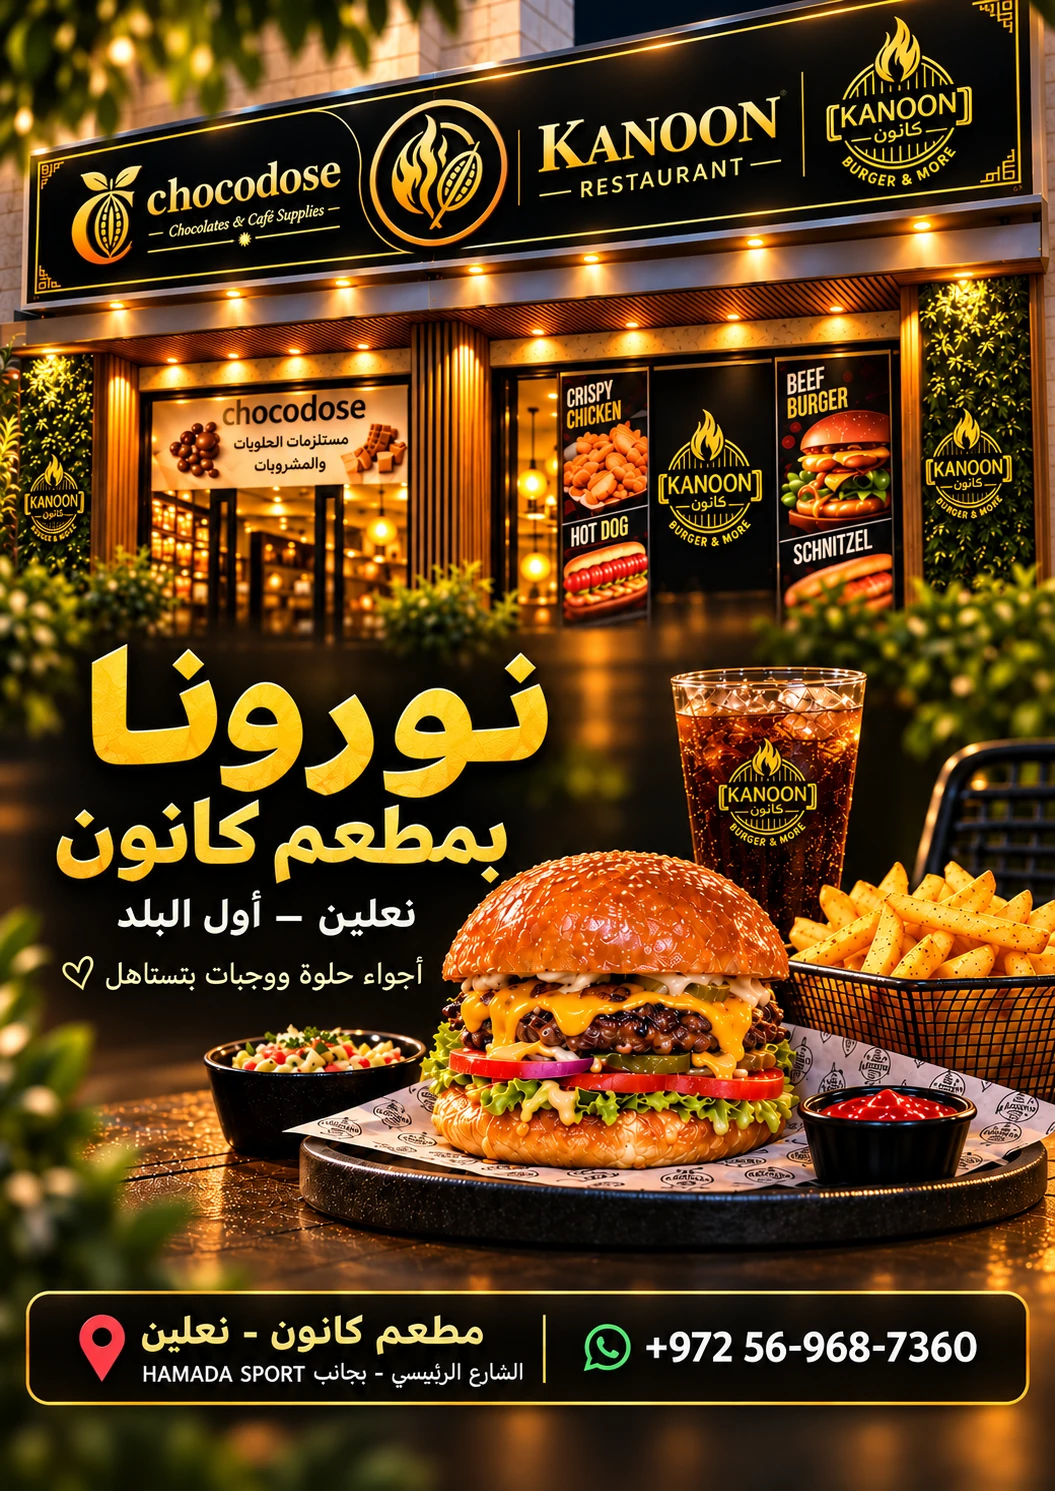 chocodose
Chocolates & Café Supplies
KANOON
RESTAURANT
KANOON
كانون
BURGER & MORE
chocodose
مستلزمات الحلويات
والمشروبات
CRISPY
CHICKEN
HOT DOG
KANOON
كانون
BURGER & MORE
BEEF
BURGER
SCHNITZEL
KANOON
كانون
BURGER & MORE
KANOON
كانون
BURGER & MORE
نورونا
بمطعم كانون
نعلين – أول البلد
أجواء حلوة ووجبات بتستاهل
KANOON
كانون
BURGER & MORE
مطعم كانون - نعلين
الشارع الرئيسي - بجانب HAMADA SPORT
+972 56-968-7360